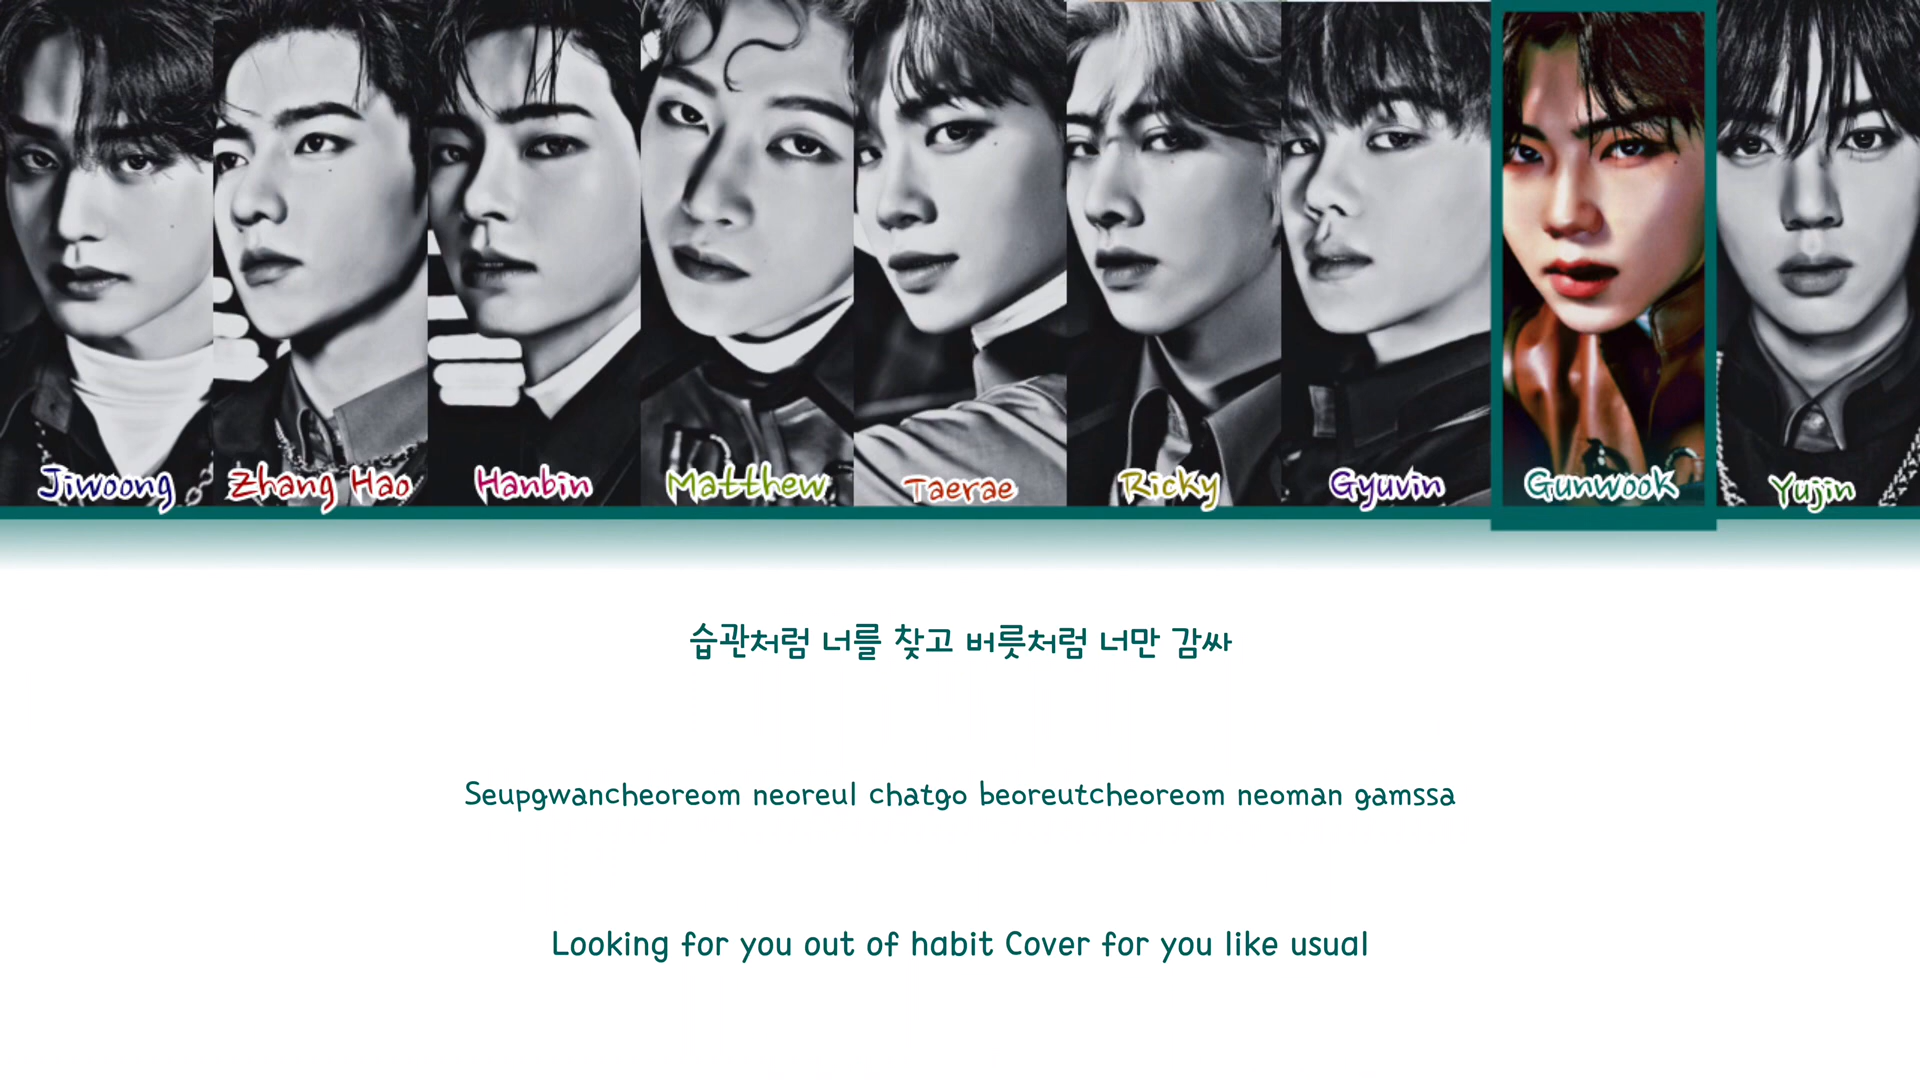 Jiwoong Zhang Hao Hanbin Matthew Taerae Ricky Gyuvin Gunwook Yujin
습관처럼 너를 찾고 버릇처럼 너만 감싸
Seupgwancheoreom neoreul chatgo beoreutcheoreom neoman gamssa
Looking for you out of habit Cover for you like usual